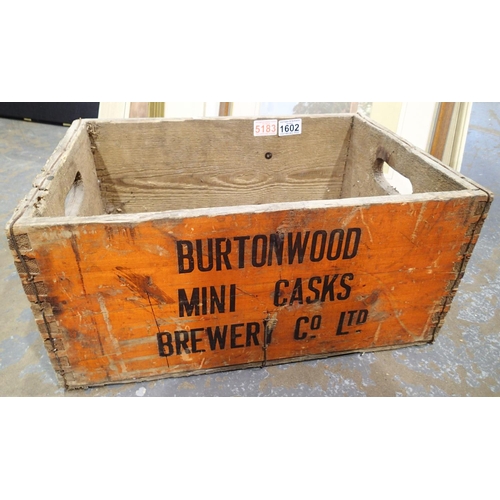 5183 1602
BURTONWOOD
MINI CASKS
BREWERY CO LTD